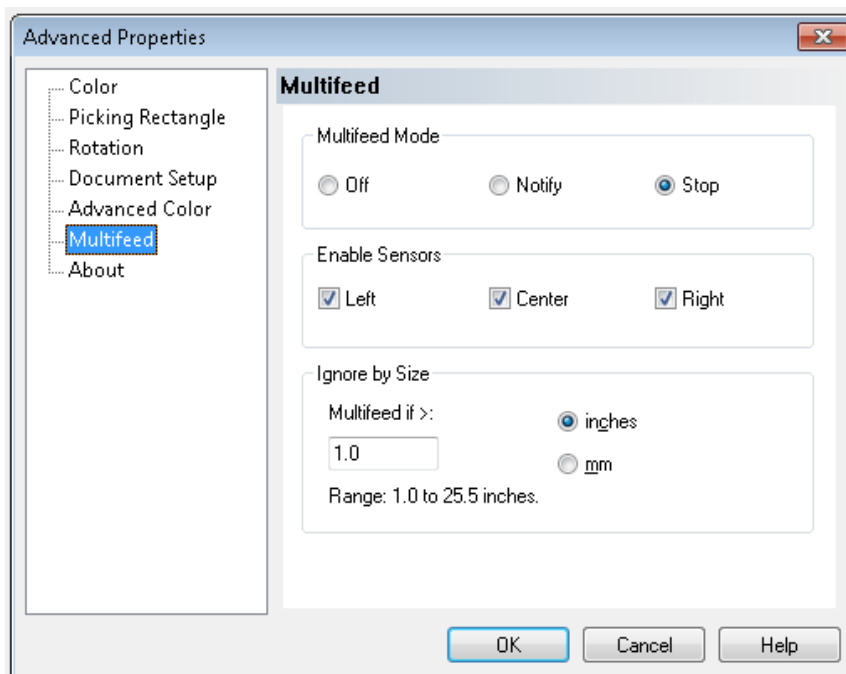 Advanced Properties
Color
Picking Rectangle
Rotation
Document Setup
Advanced Color
Multifeed
About
Multifeed
Multifeed Mode
Off Notify Stop
Enable Sensors
Left Center Right
Ignore by Size
Multifeed if >:
inches
1.0
mm
Range: 1.0 to 25.5 inches.
OK Cancel Help